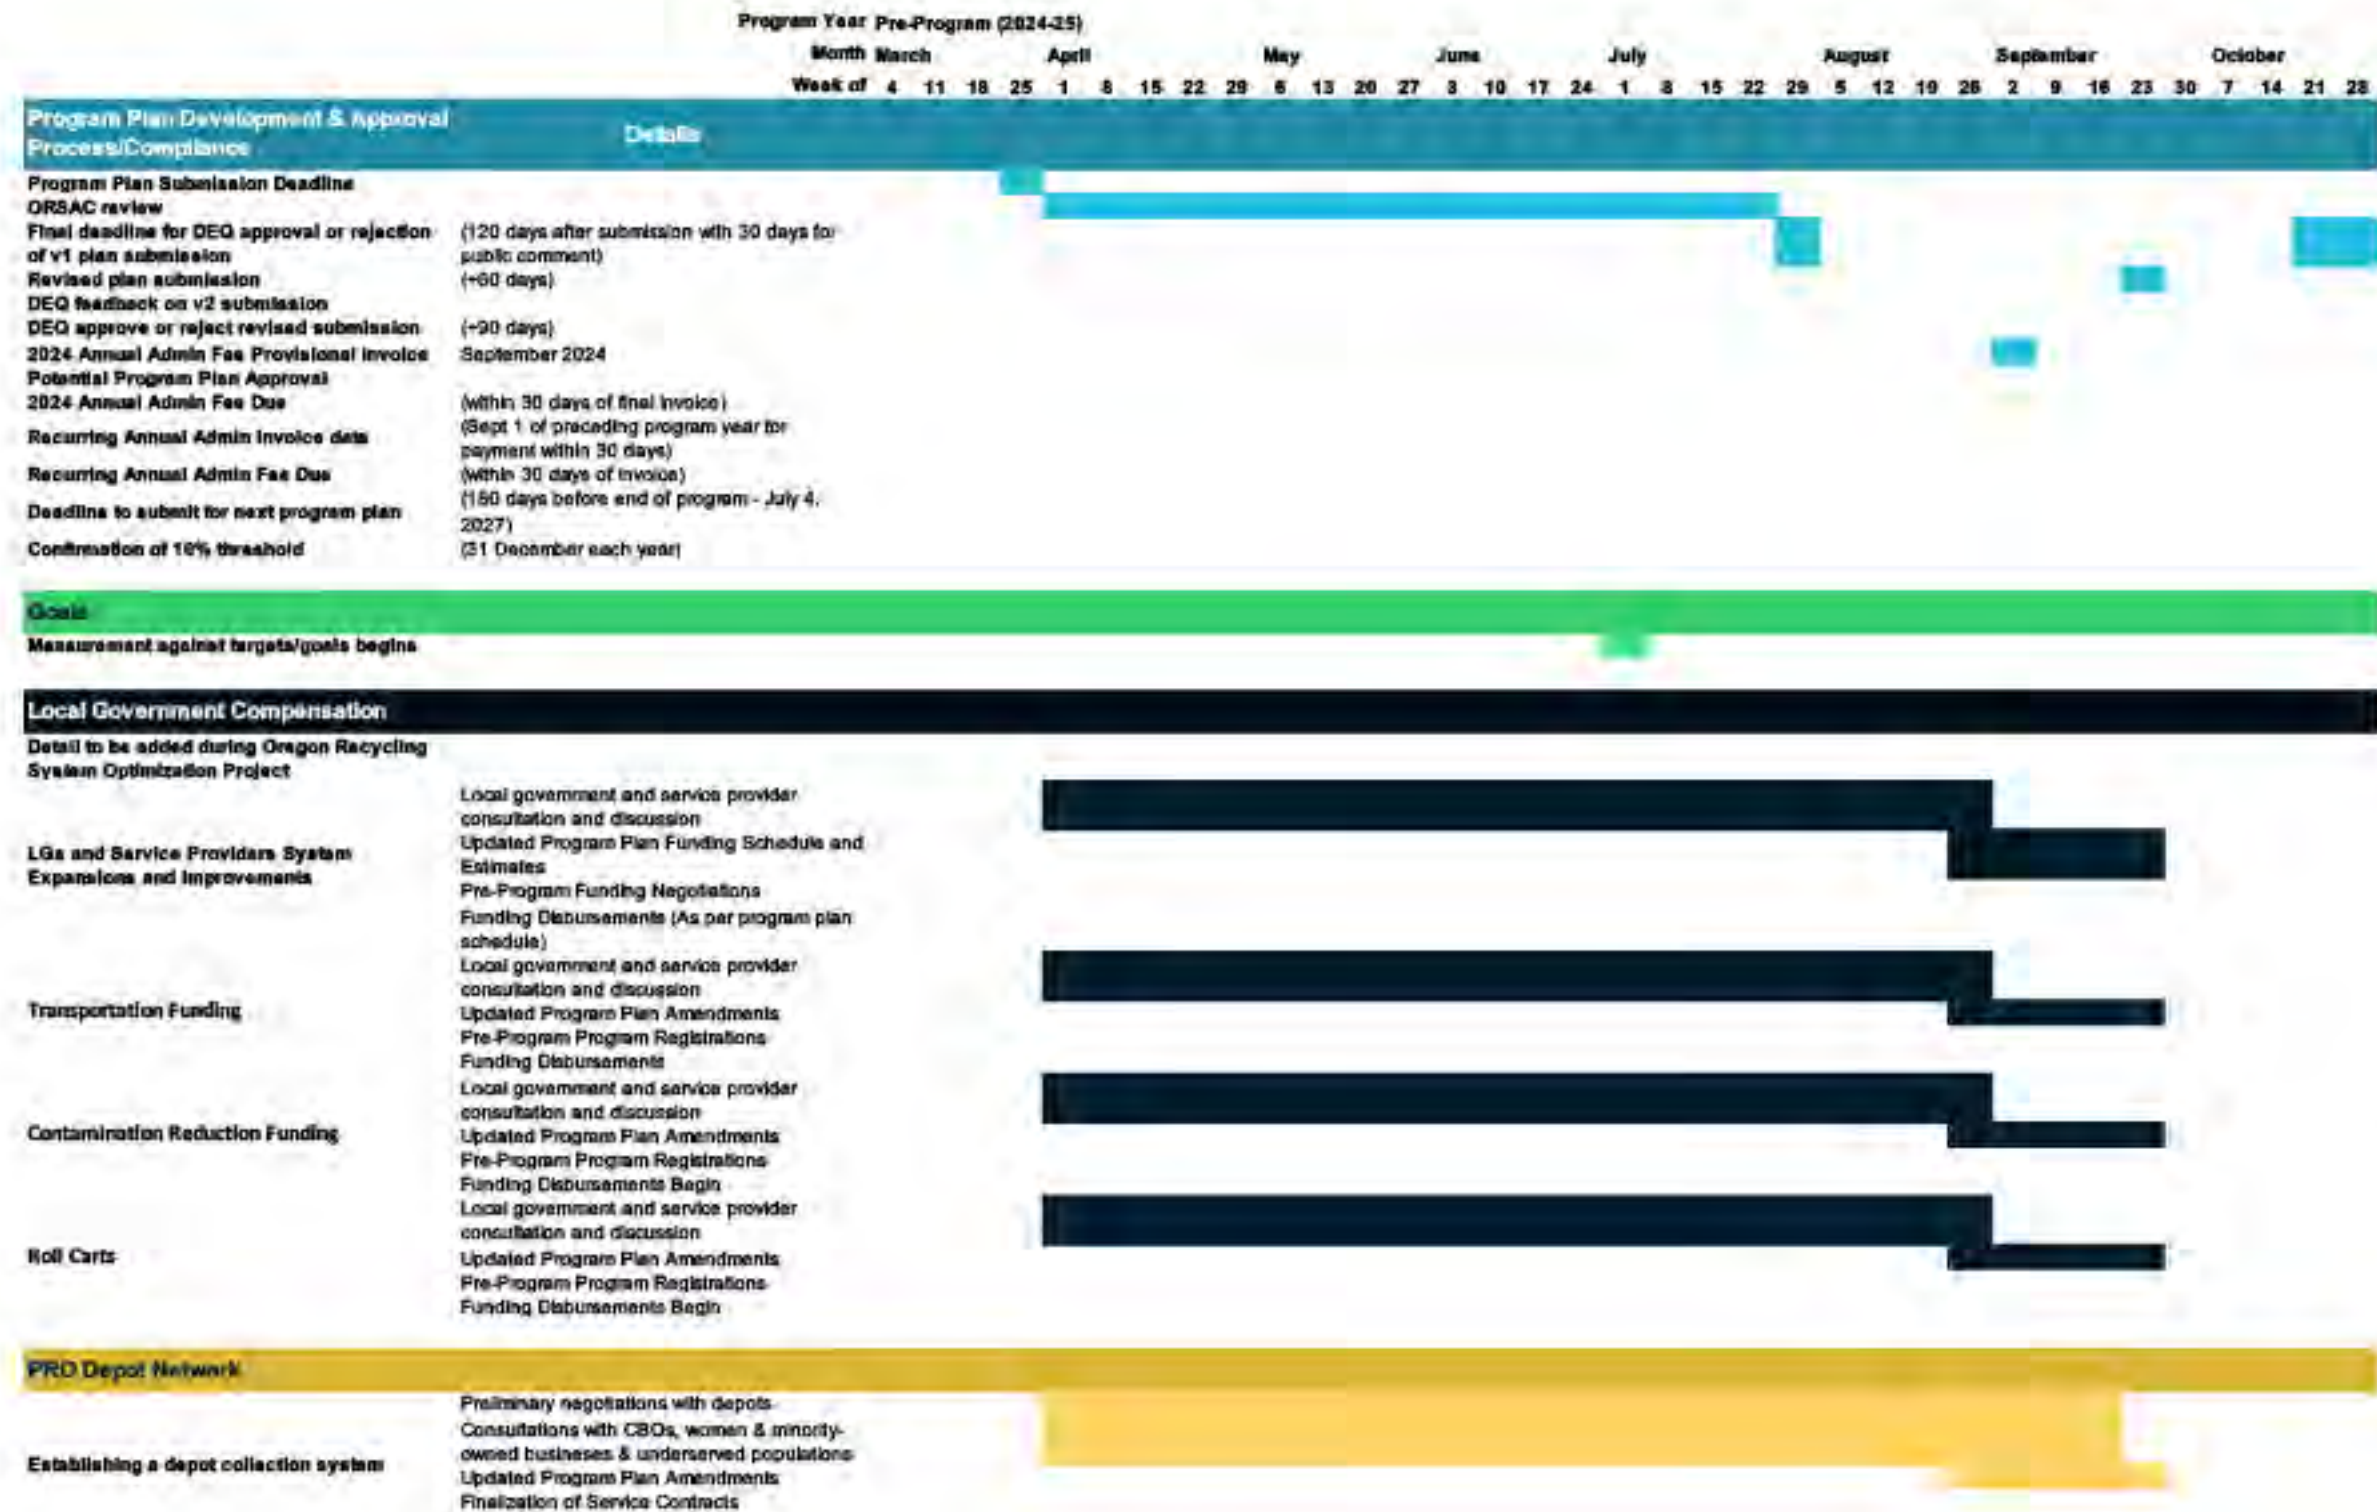 Program Year Pre-Program (2024-25)
Month March April May June July August September October
Week of 4 11 18 25 1 8 15 22 29 6 13 20 27 3 10 17 24 1 8 15 22 29 5 12 19 26 2 9 16 23 30 7 14 21 28
Program Plan Development & Approval
Process/Compliance
Details
Program Plan Submission Deadline
ORSAC review
Final deadline for DEQ approval or rejection
of v1 plan submission
(120 days after submission with 30 days for
public comment)
Revised plan submission (+60 days)
DEQ feedback on v2 submission
DEQ approve or reject revised submission (+90 days)
2024 Annual Admin Fee Provisional Invoice September 2024
Potential Program Plan Approval
2024 Annual Admin Fee Due (within 30 days of final invoice)
Recurring Annual Admin Invoice date
(Sept 1 of preceding program year for
payment within 30 days)
Recurring Annual Admin Fee Due (within 30 days of invoice)
Deadline to submit for next program plan
(180 days before end of program - July 4,
2027)
Confirmation of 10% threshold (31 December each year)
Goals
Measurement against targets/goals begins
Local Government Compensation
Detail to be added during Oregon Recycling
System Optimization Project
LGs and Service Providers System
Expansions and Improvements
Local government and service provider
consultation and discussion
Updated Program Plan Funding Schedule and
Estimates
Pre-Program Funding Negotiations
Funding Disbursements (As per program plan
schedule)
Transportation Funding
Local government and service provider
consultation and discussion
Updated Program Plan Amendments
Pre-Program Program Registrations
Funding Disbursements
Contamination Reduction Funding
Local government and service provider
consultation and discussion
Updated Program Plan Amendments
Pre-Program Program Registrations
Funding Disbursements Begin
Roll Carts
Local government and service provider
consultation and discussion
Updated Program Plan Amendments
Pre-Program Program Registrations
Funding Disbursements Begin
PRO Depot Network
Establishing a depot collection system
Preliminary negotiations with depots
Consultations with CBOs, women & minority-
owned busineses & underserved populations
Updated Program Plan Amendments
Finalization of Service Contracts